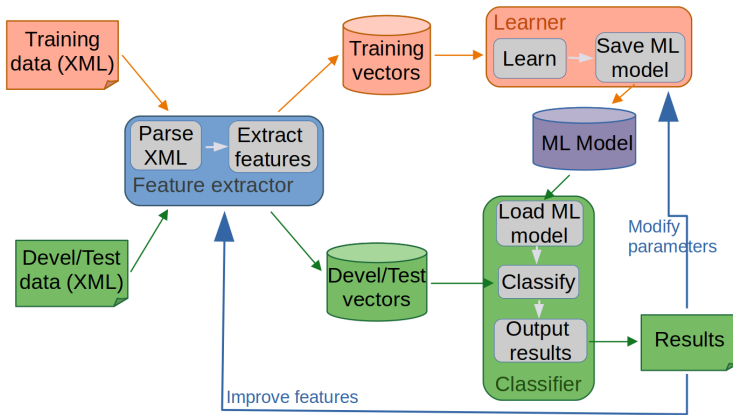 Training
data (XML)
Training
vectors
Learner
Learn
Save ML
model
Parse
XML
Extract
features
Feature extractor
ML Model
Devel/Test
data (XML)
Devel/Test
vectors
Load ML
model
Classify
Output
results
Classifier
Modify
parameters
Results
Improve features